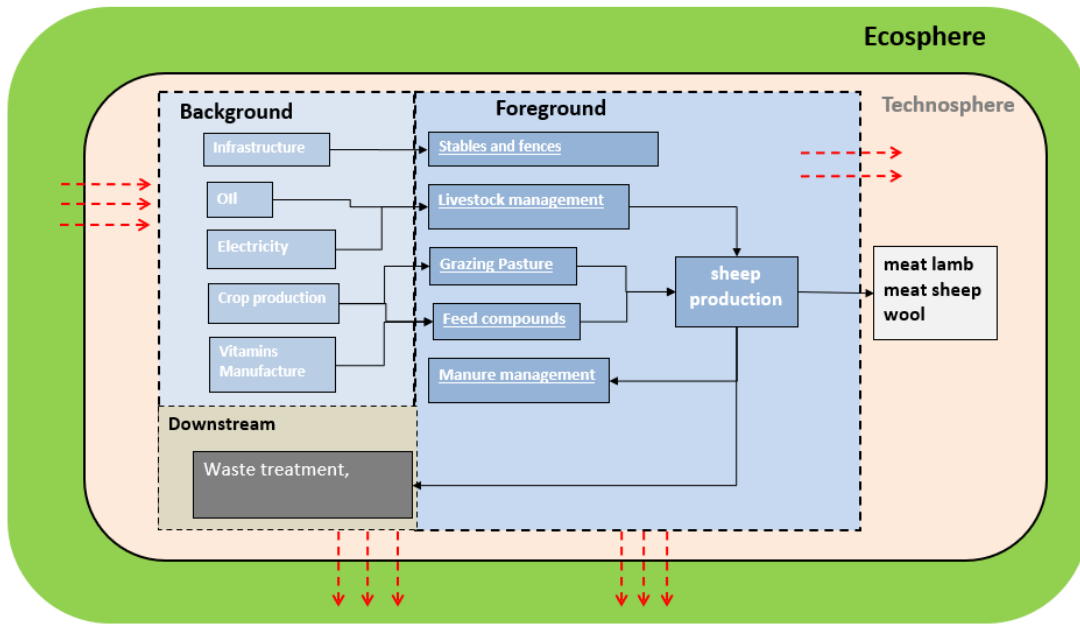 Ecosphere
Technosphere
Background
Foreground
Infrastructure
Stables and fences
OIl
Livestock management
Electricity
Grazing Pasture
sheep
production
meat lamb
meat sheep
wool
Crop production
Feed compounds
Vitamins
Manufacture
Manure management
Downstream
Waste treatment,